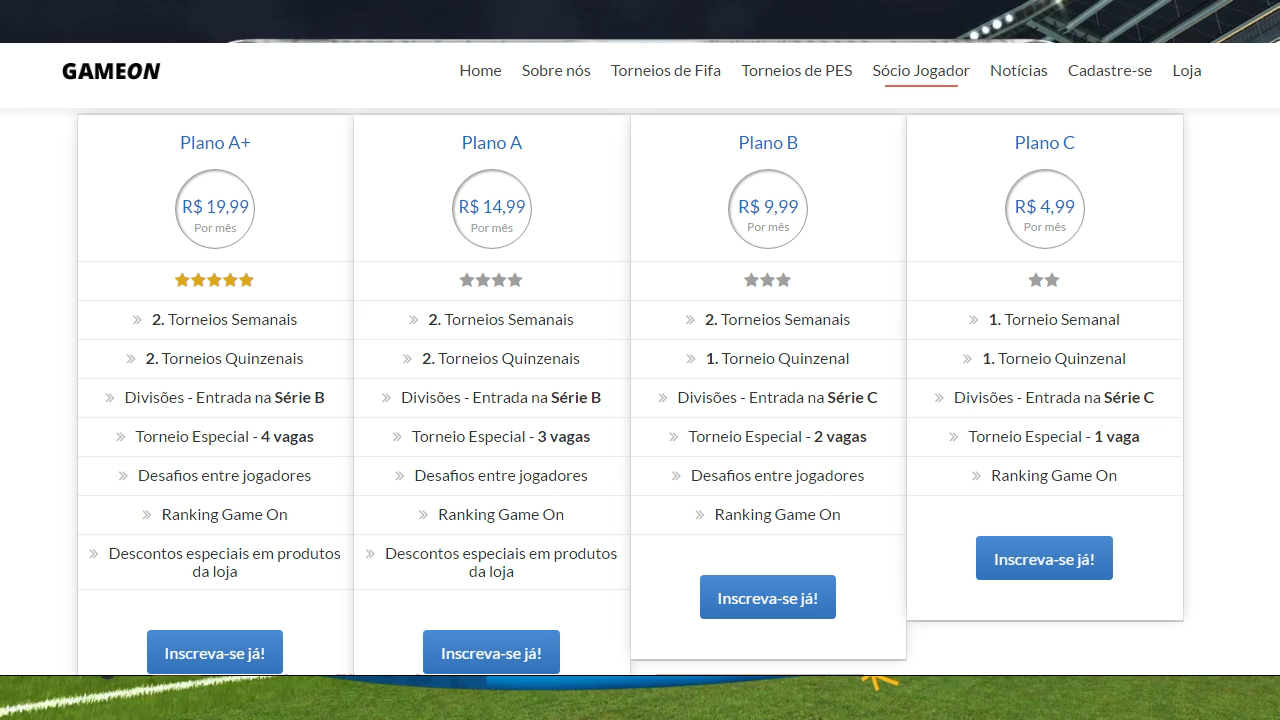 GAMEON
Home Sobre nós Torneios de Fifa Torneios de PES Sócio Jogador Notícias Cadastre-se Loja
Plano A+
R$ 19,99
Por mês
» 2. Torneios Semanais
» 2. Torneios Quinzenais
» Divisões - Entrada na Série B
» Torneio Especial - 4 vagas
» Desafios entre jogadores
» Ranking Game On
» Descontos especiais em produtos
da loja
Inscreva-se já!
Plano A
R$ 14,99
Por mês
» 2. Torneios Semanais
» 2. Torneios Quinzenais
» Divisões - Entrada na Série B
» Torneio Especial - 3 vagas
» Desafios entre jogadores
» Ranking Game On
» Descontos especiais em produtos
da loja
Inscreva-se já!
Plano B
R$ 9,99
Por mês
» 2. Torneios Semanais
» 1. Torneio Quinzenal
» Divisões - Entrada na Série C
» Torneio Especial - 2 vagas
» Desafios entre jogadores
» Ranking Game On
Inscreva-se já!
Plano C
R$ 4,99
Por mês
» 1. Torneio Semanal
» 1. Torneio Quinzenal
» Divisões - Entrada na Série C
» Torneio Especial - 1 vaga
» Ranking Game On
Inscreva-se já!